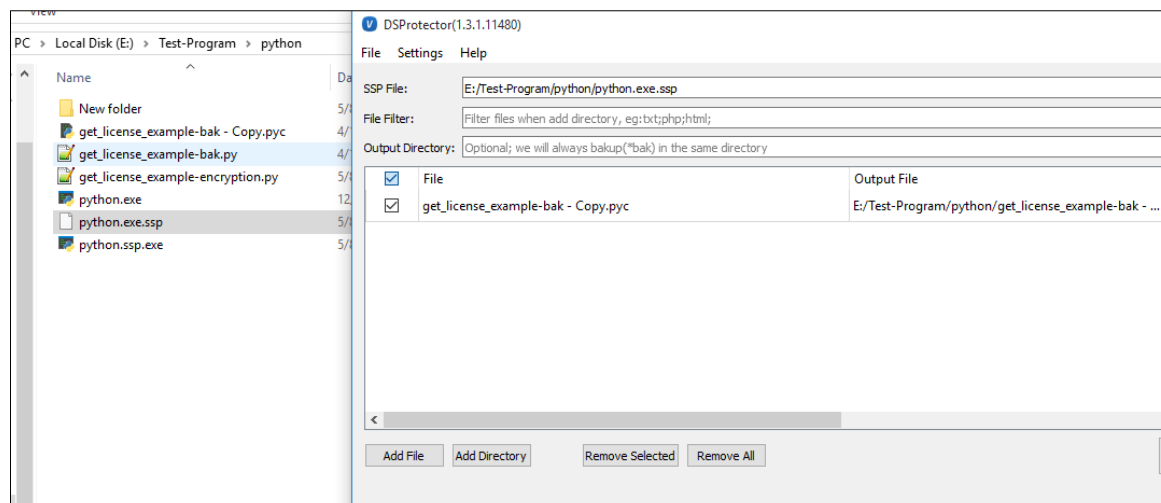 View
PC > Local Disk (E:) > Test-Program > python
Name
Da
New folder
5/
get_license_example-bak - Copy.pyc
4/
get_license_example-bak.py
4/
get_license_example-encryption.py
5/
python.exe
12
python.exe.ssp
5/
python.ssp.exe
5/
DSProtector(1.3.1.11480)
File Settings Help
SSP File: E:/Test-Program/python/python.exe.ssp
File Filter: Filter files when add directory, eg:txt;php;html;
Output Directory: Optional; we will always bakup(*bak) in the same directory
File Output File
get_license_example-bak - Copy.pyc E:/Test-Program/python/get_license_example-bak - ...
Add File Add Directory Remove Selected Remove All